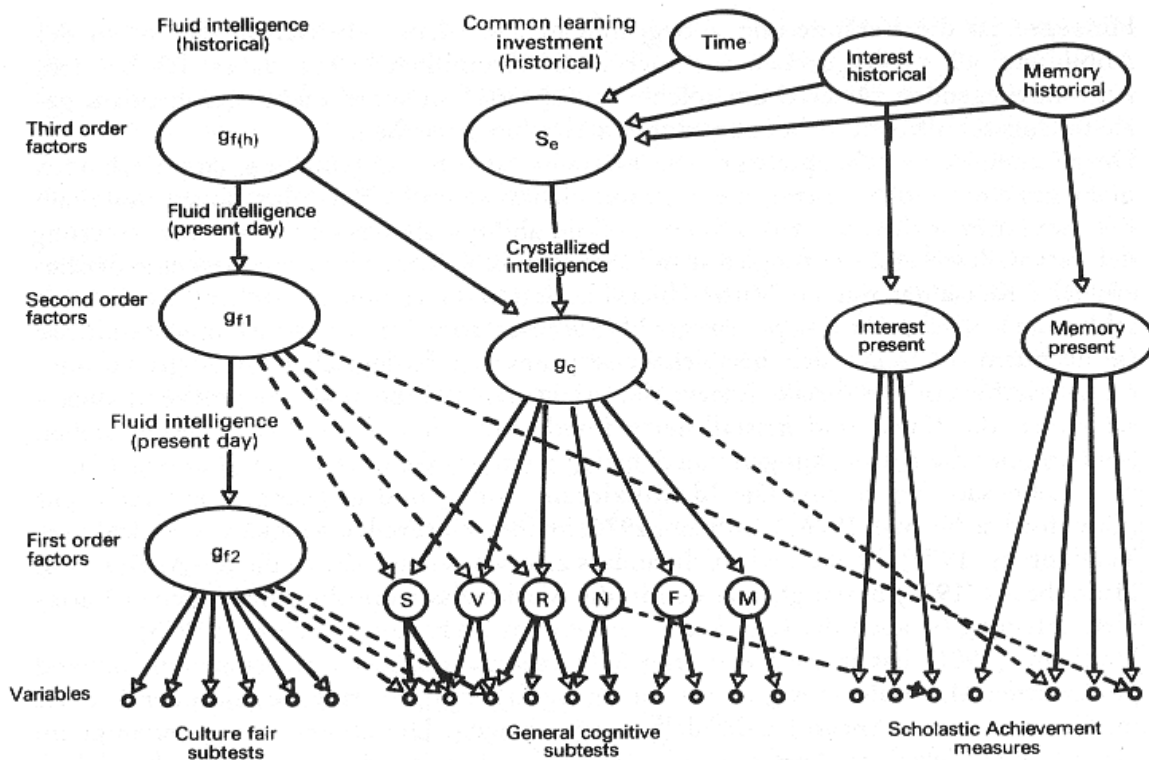 Fluid intelligence
(historical)
Common learning
investment
(historical)
Time
Interest
historical
Memory
historical
Third order
factors
gf(h)
Se
Fluid intelligence
(present day)
Crystallized
intelligence
Second order
factors
gf1
gc
Interest
present
Memory
present
Fluid intelligence
(present day)
First order
factors
gf2
S
V
R
N
F
M
Variables
Culture fair
subtests
General cognitive
subtests
Scholastic Achievement
measures